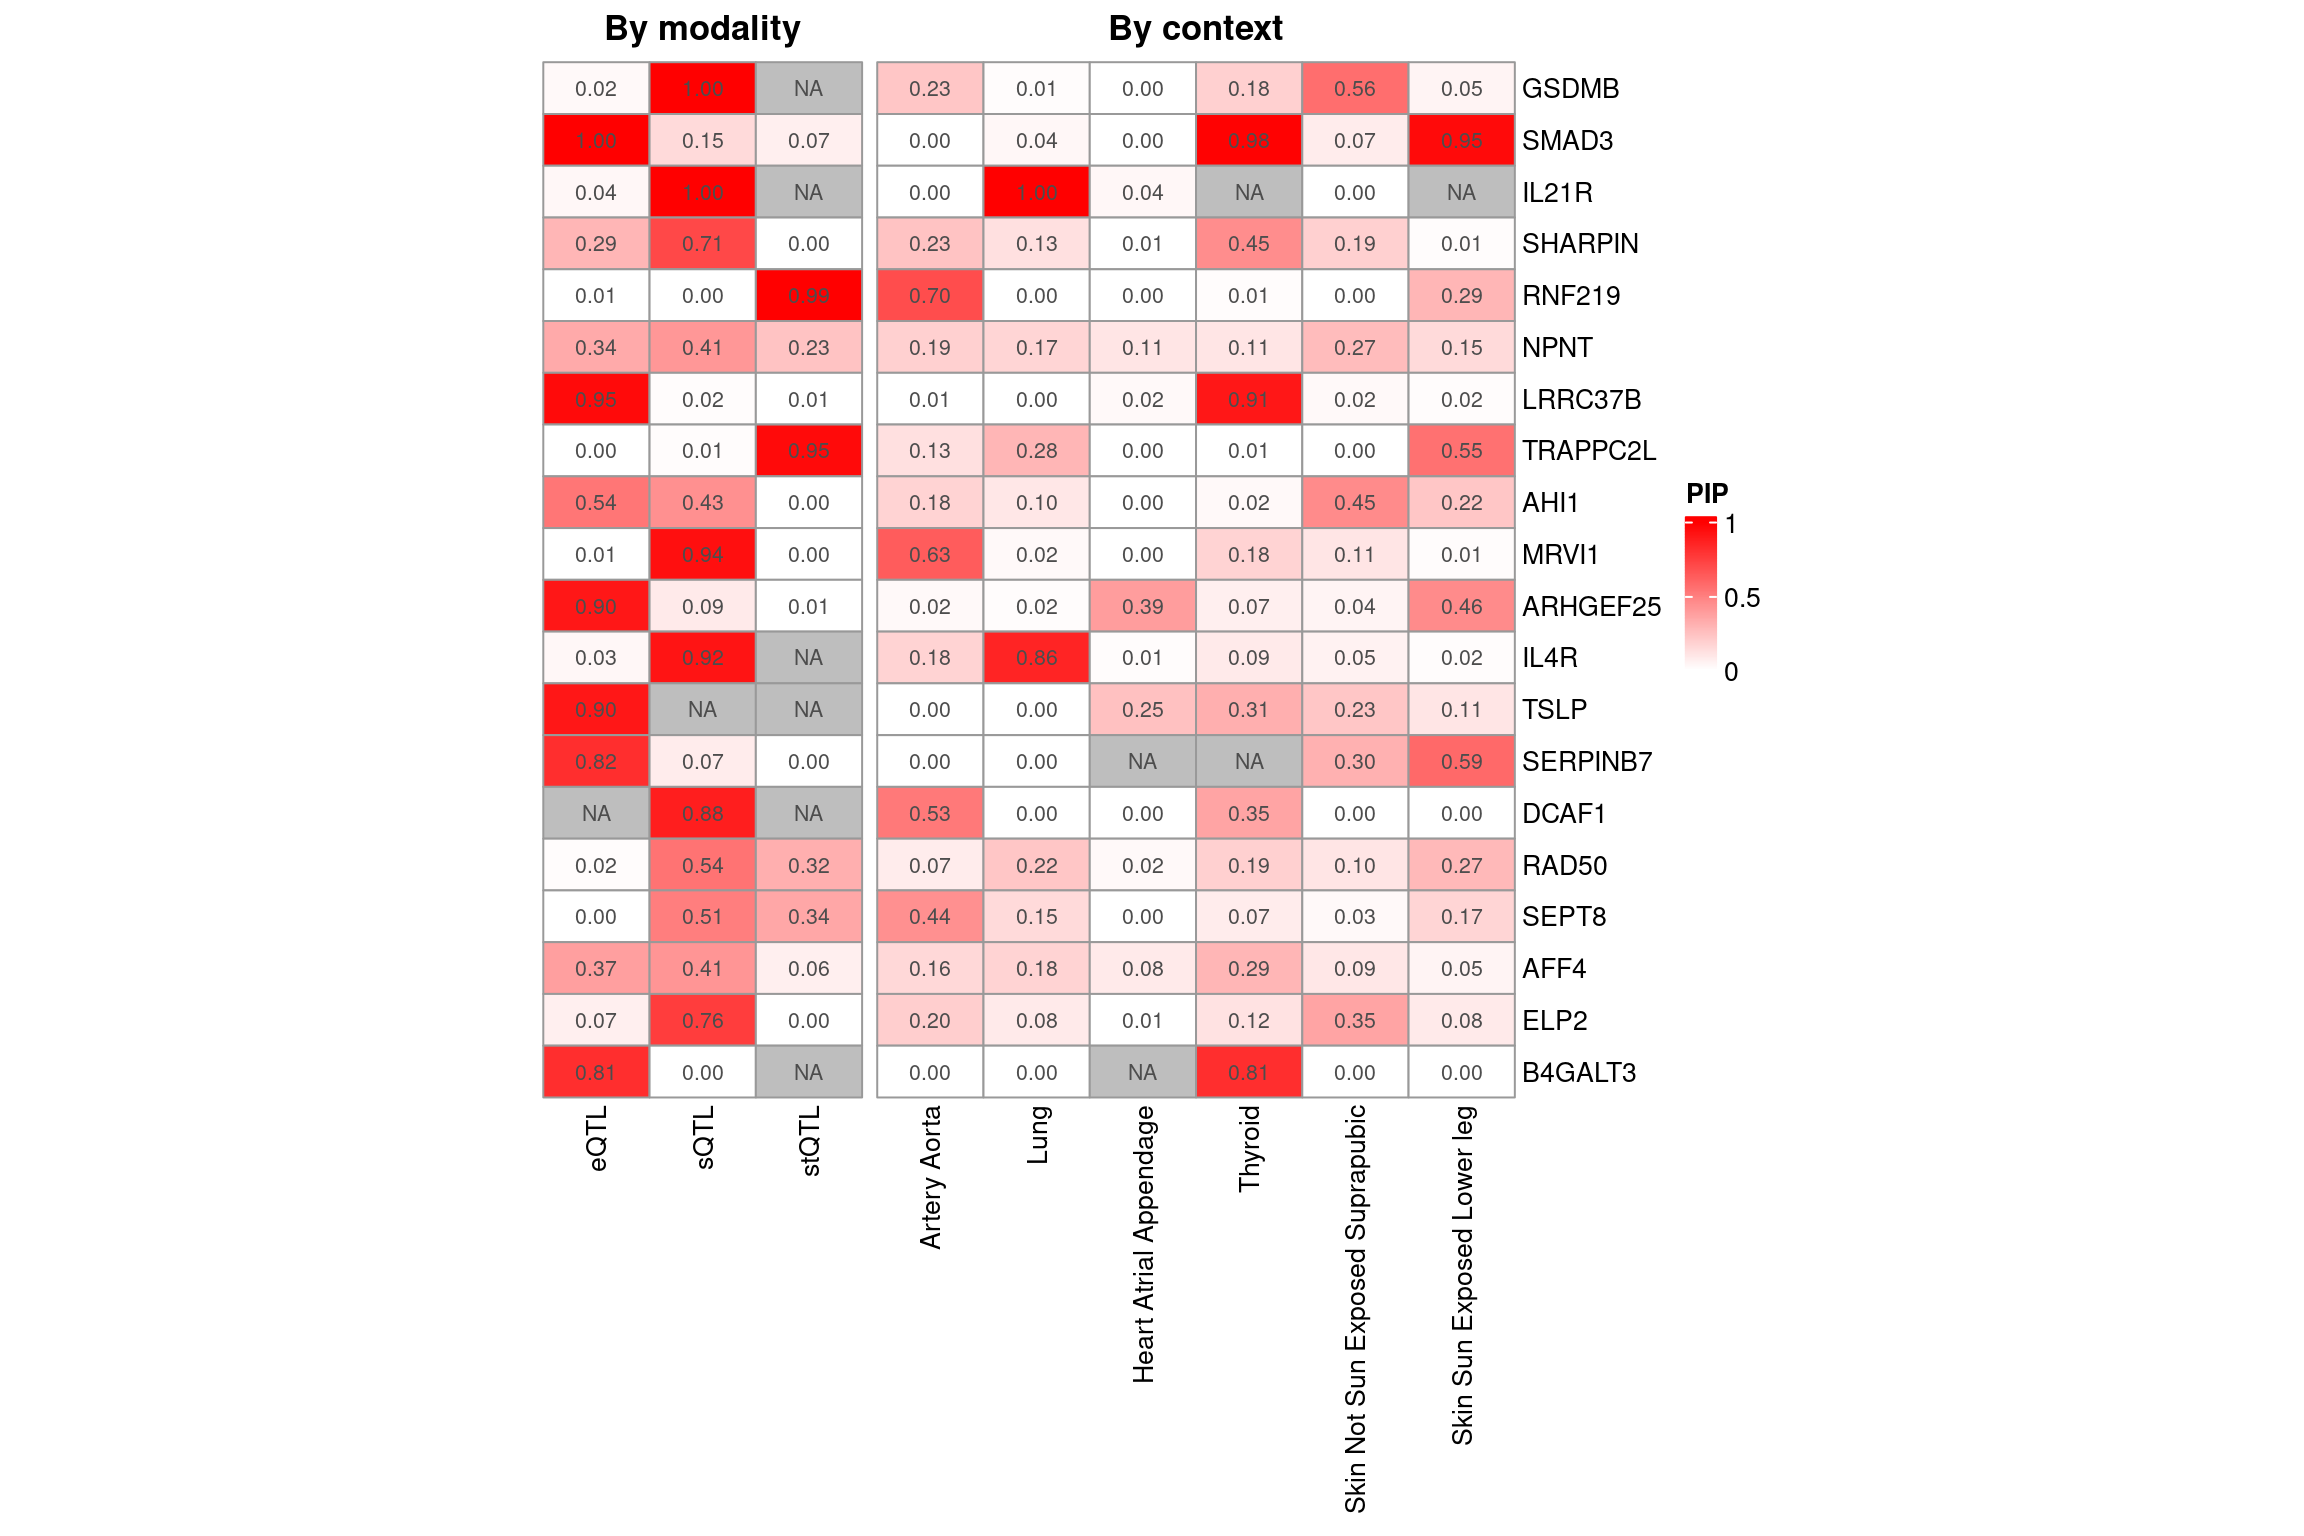 By modality By context
0.02 1.00 NA 0.23 0.01 0.00 0.18 0.56 0.05 GSDMB
1.00 0.15 0.07 0.00 0.04 0.00 0.98 0.07 0.95 SMAD3
0.04 1.00 NA 0.00 1.00 0.04 NA 0.00 NA IL21R
0.29 0.71 0.00 0.23 0.13 0.01 0.45 0.19 0.01 SHARPIN
0.01 0.00 0.99 0.70 0.00 0.00 0.01 0.00 0.29 RNF219
0.34 0.41 0.23 0.19 0.17 0.11 0.11 0.27 0.15 NPNT
0.95 0.02 0.01 0.01 0.00 0.02 0.91 0.02 0.02 LRRC37B
0.00 0.01 0.95 0.13 0.28 0.00 0.01 0.00 0.55 TRAPPC2L
0.54 0.43 0.00 0.18 0.10 0.00 0.02 0.45 0.22 AHI1
0.01 0.94 0.00 0.63 0.02 0.00 0.18 0.11 0.01 MRVI1
0.90 0.09 0.01 0.02 0.02 0.39 0.07 0.04 0.46 ARHGEF25
0.03 0.92 NA 0.18 0.86 0.01 0.09 0.05 0.02 IL4R
0.90 NA NA 0.00 0.00 0.25 0.31 0.23 0.11 TSLP
0.82 0.07 0.00 0.00 0.00 NA NA 0.30 0.59 SERPINB7
NA 0.88 NA 0.53 0.00 0.00 0.35 0.00 0.00 DCAF1
0.02 0.54 0.32 0.07 0.22 0.02 0.19 0.10 0.27 RAD50
0.00 0.51 0.34 0.44 0.15 0.00 0.07 0.03 0.17 SEPT8
0.37 0.41 0.06 0.16 0.18 0.08 0.29 0.09 0.05 AFF4
0.07 0.76 0.00 0.20 0.08 0.01 0.12 0.35 0.08 ELP2
0.81 0.00 NA 0.00 0.00 NA 0.81 0.00 0.00 B4GALT3
eQTL
sQTL
stQTL
Artery Aorta
Lung
Heart Atrial Appendage
Thyroid
Skin Not Sun Exposed Suprapubic
Skin Sun Exposed Lower leg
PIP
1
0.5
0